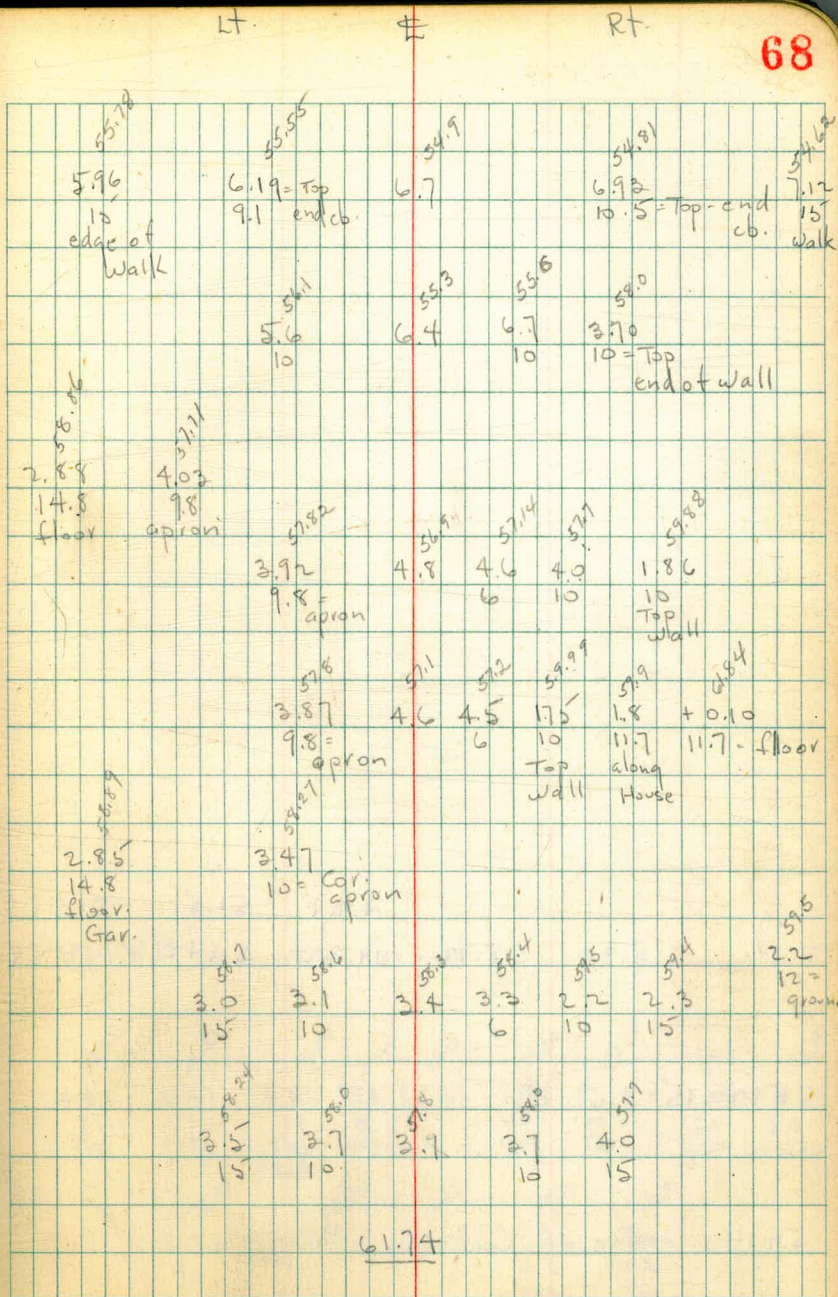 Lt. ℄ Rt.
68
55.78 55.55 54.9 54.81 54.62
5.96 6.19 = Top 6.7 6.93 7.12
15 9.1 end cb. 10.5 = Top-end 15
edge of cb. walk
Walk
56.1 55.3 55.6 58.0
5.6 6.4 6.7 3.70
10 10 10 = Top
end of wall
58.86 57.71
2.88 4.03
14.8 9.8
floor apron
57.82 56.9 57.14 57.7 59.88
3.92 4.8 4.6 4.0 1.86
9.8 = 6 10 10
apron Top
wall
57.8 57.1 57.2 59.99 59.9 61.84
3.87 4.6 4.5 1.75 1.8 + 0.10
9.8 = 6 10 11.7 11.7 = floor
apron Top along
Wall House
58.89 58.27
2.85 3.47
14.8 10 = Cor.
floor. apron
Gar.
58.7 58.6 58.3 58.4 59.5 59.4 59.5
3.0 3.1 3.4 3.3 2.2 2.3 2.2
15 10 6 10 15 12 =
58.24 58.0 57.8 58.0 57.7
3.5 3.7 3.9 3.7 4.0
15 10 10 15
61.74